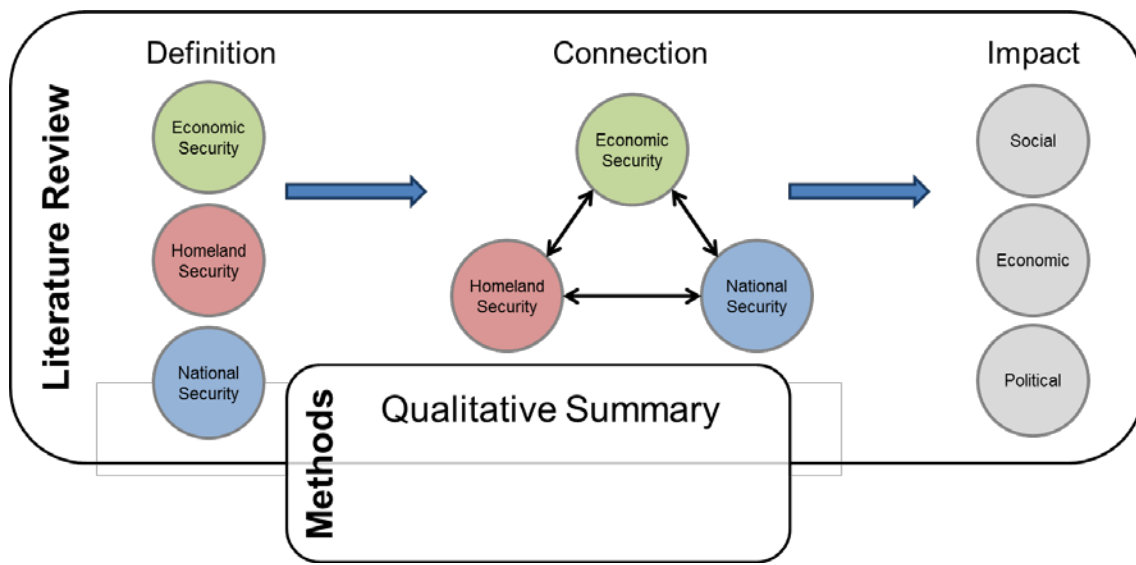 Literature Review
Definition
Economic
Security
Homeland
Security
National
Security
Connection
Economic
Security
Homeland
Security
National
Security
Impact
Social
Economic
Political
Methods
Qualitative Summary